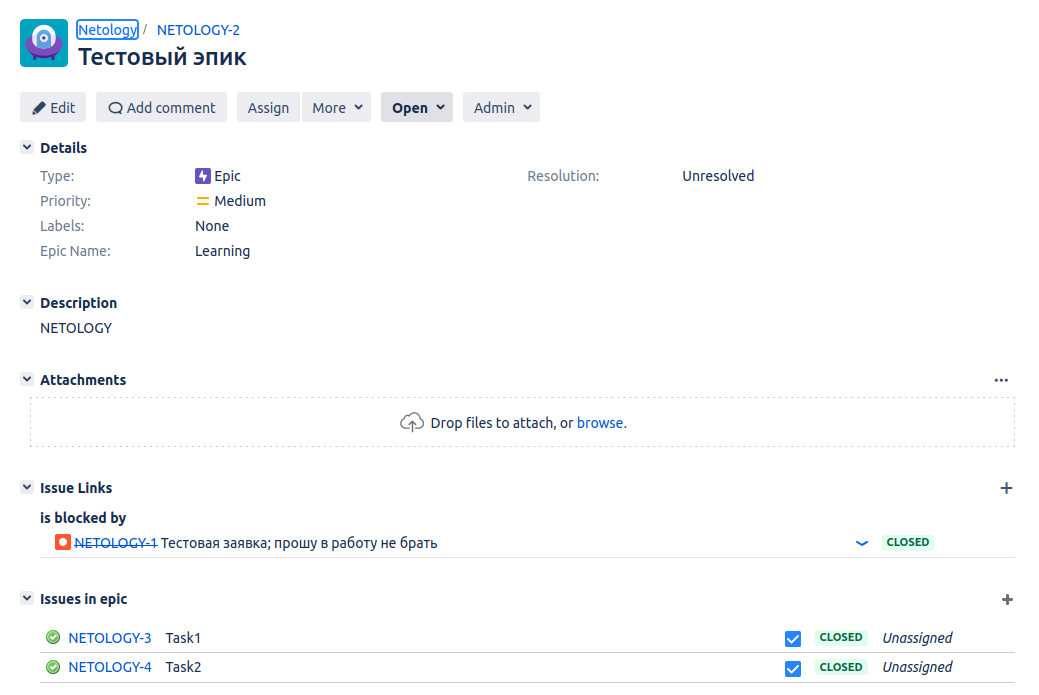 Netology / NETOLOGY-2
Тестовый эпик
Edit Add comment Assign More Open Admin
Details
Type: Epic Resolution: Unresolved
Priority: Medium
Labels: None
Epic Name: Learning
Description
NETOLOGY
Attachments
Drop files to attach, or browse.
Issue Links
is blocked by
NETOLOGY-1 Тестовая заявка; прошу в работу не брать CLOSED
Issues in epic
NETOLOGY-3 Task1 CLOSED Unassigned
NETOLOGY-4 Task2 CLOSED Unassigned